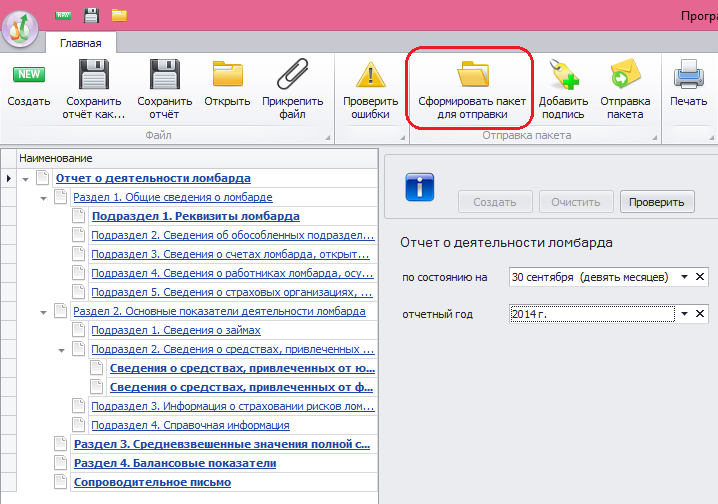 NEW
Програ
Главная
NEW
Создать
Сохранить отчёт как...
Сохранить отчёт
Открыть
Прикрепить файл
Проверить ошибки
Сформировать пакет для отправки
Добавить подпись
Отправка пакета
Печать
Файл
Отправка пакета
Наименование
Отчет о деятельности ломбарда
Раздел 1. Общие сведения о ломбарде
Подраздел 1. Реквизиты ломбарда
Подраздел 2. Сведения об обособленных подраздел...
Подраздел 3. Сведения о счетах ломбарда, открыт...
Подраздел 4. Сведения о работниках ломбарда, осу...
Подраздел 5. Сведения о страховых организациях, ...
Раздел 2. Основные показатели деятельности ломбарда
Подраздел 1. Сведения о займах
Подраздел 2. Сведения о средствах, привлеченных ...
Сведения о средствах, привлеченных от ю...
Сведения о средствах, привлеченных от ф...
Подраздел 3. Информация о страховании рисков лом...
Подраздел 4. Справочная информация
Раздел 3. Средневзвешенные значения полной с...
Раздел 4. Балансовые показатели
Сопроводительное письмо
Создать
Очистить
Проверить
Отчет о деятельности ломбарда
по состоянию на 30 сентября (девять месяцев)
отчетный год 2014 г.